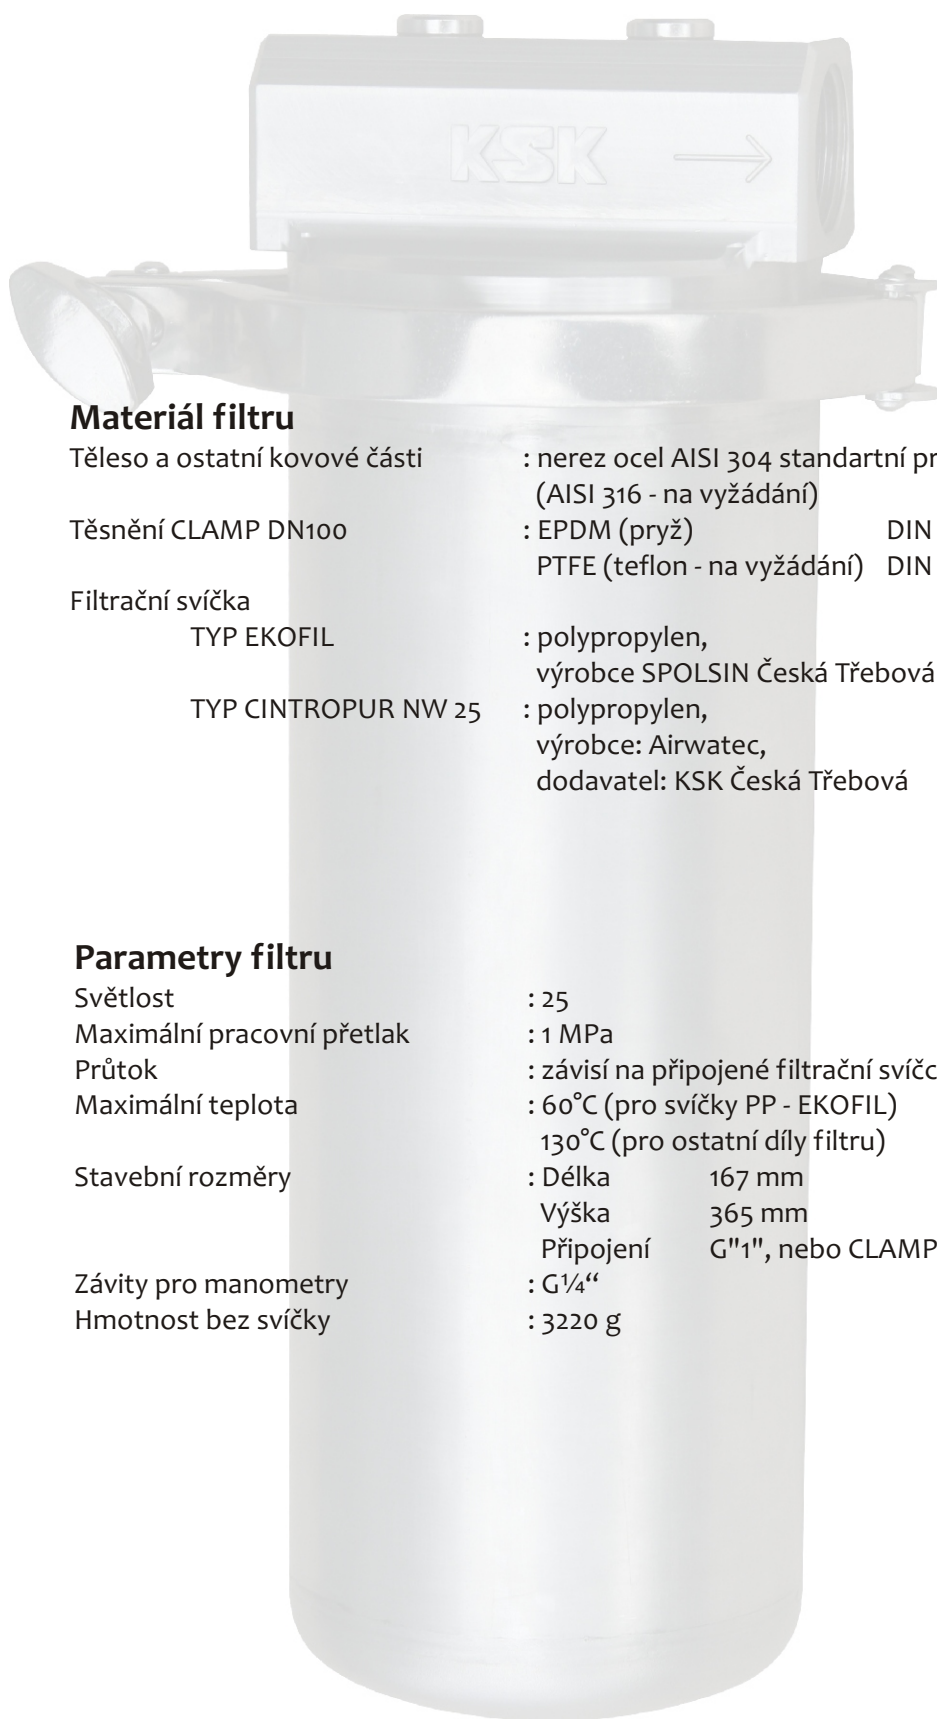 KSK
Materiál filtru
Těleso a ostatní kovové části : nerez ocel AISI 304 standartní
(AISI 316 - na vyžádání)
Těsnění CLAMP DN100 : EPDM (pryž) DIN
PTFE (teflon - na vyžádání) DIN
Filtrační svíčka
TYP EKOFIL : polypropylen,
výrobce SPOLSIN Česká Třebová
TYP CINTROPUR NW 25 : polypropylen,
výrobce: Airwatec,
dodavatel: KSK Česká Třebová
Parametry filtru
Světlost : 25
Maximální pracovní přetlak : 1 MPa
Průtok : závisí na připojené filtrační
Maximální teplota : 60°C (pro svíčky PP - EKOFIL)
130°C (pro ostatní díly filtru)
Stavební rozměry : Délka 167 mm
Výška 365 mm
Připojení G"1", nebo CLAMP
Závity pro manometry : G¼“
Hmotnost bez svíčky : 3220 g